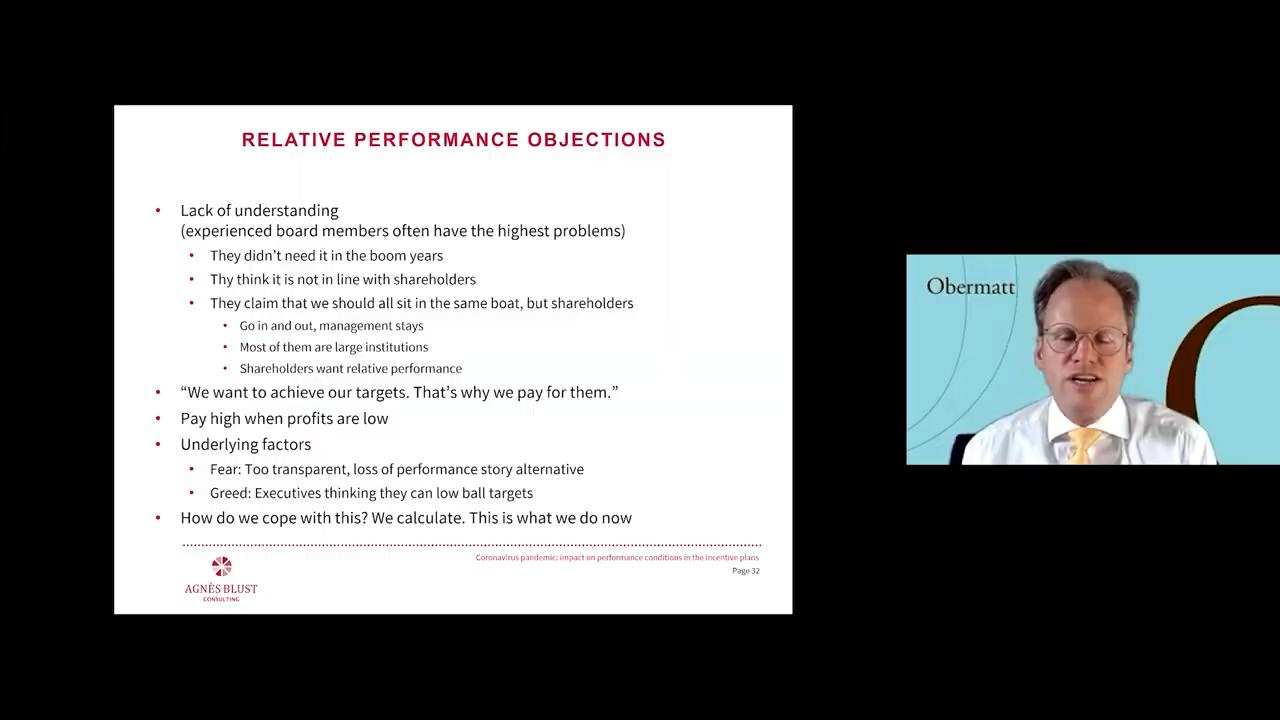 RELATIVE PERFORMANCE OBJECTIONS
• Lack of understanding
(experienced board members often have the highest problems)
• They didn't need it in the boom years
• Thy think it is not in line with shareholders
• They claim that we should all sit in the same boat, but shareholders
• Go in and out, management stays
• Most of them are large institutions
• Shareholders want relative performance
• “We want to achieve our targets. That's why we pay for them.”
• Pay high when profits are low
• Underlying factors
• Fear: Too transparent, loss of performance story alternative
• Greed: Executives thinking they can low ball targets
• How do we cope with this? We calculate. This is what we do now
Coronavirus pandemic: impact on performance conditions in the incentive plans
Page 32
AGNÈS BLUST
CONSULTING
Obermatt